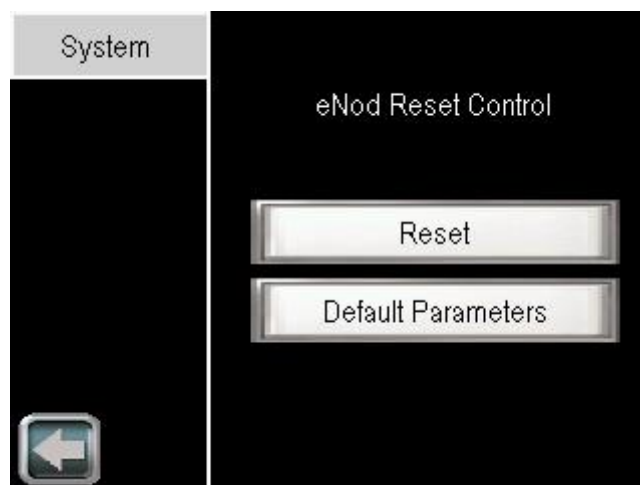 System
eNod Reset Control
Reset
Default Parameters